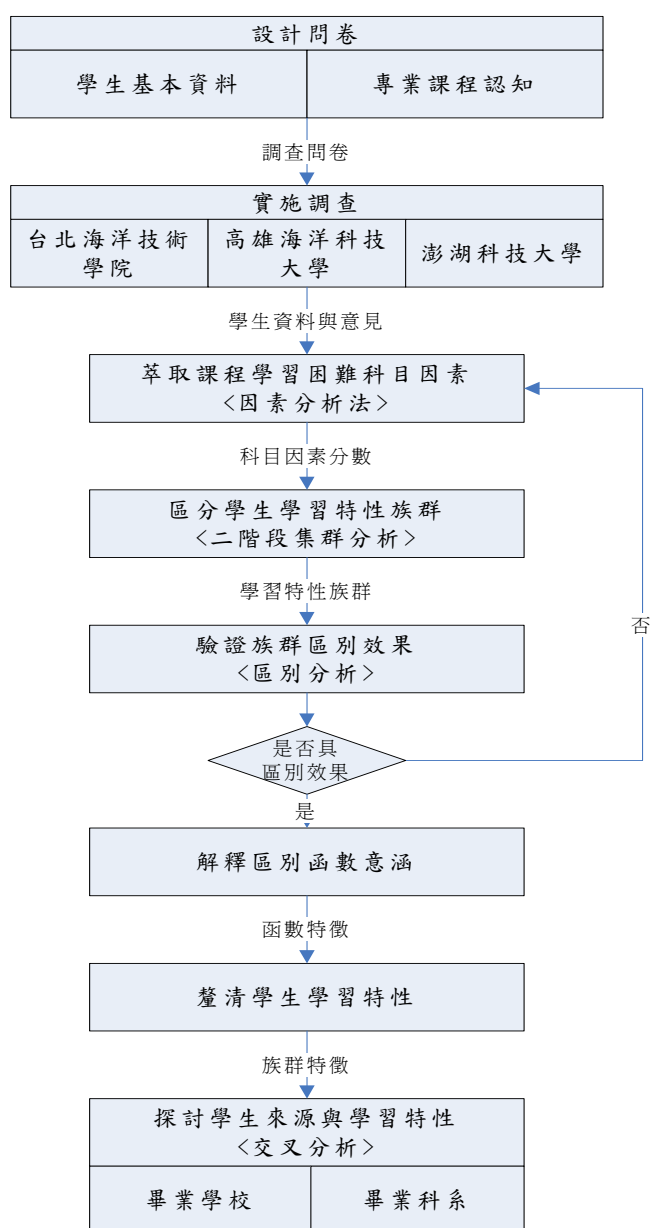 設計問卷
學生基本資料
專業課程認知
調查問卷
實施調查
台北海洋技術
學院
高雄海洋科技
大學
澎湖科技大學
學生資料與意見
萃取課程學習困難科目因素
<因素分析法>
科目因素分數
區分學生學習特性族群
<二階段集群分析>
學習特性族群
驗證族群區別效果
<區別分析>
是否具
區別效果
否
是
解釋區別函數意涵
函數特徵
釐清學生學習特性
族群特徵
探討學生來源與學習特性
<交叉分析>
畢業學校
畢業科系